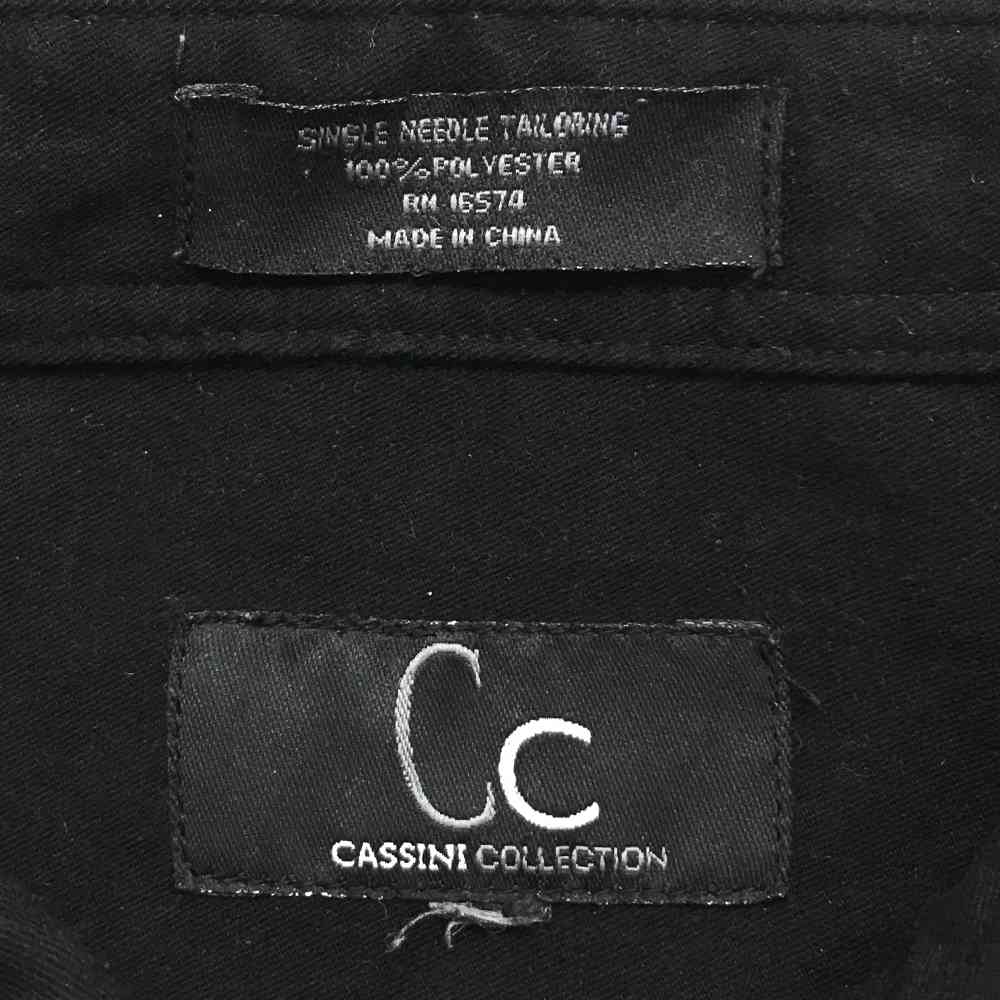 SINGLE NEEDLE TAILORING
100% POLYESTER
RN 16574
MADE IN CHINA
Cc
CASSINI COLLECTION